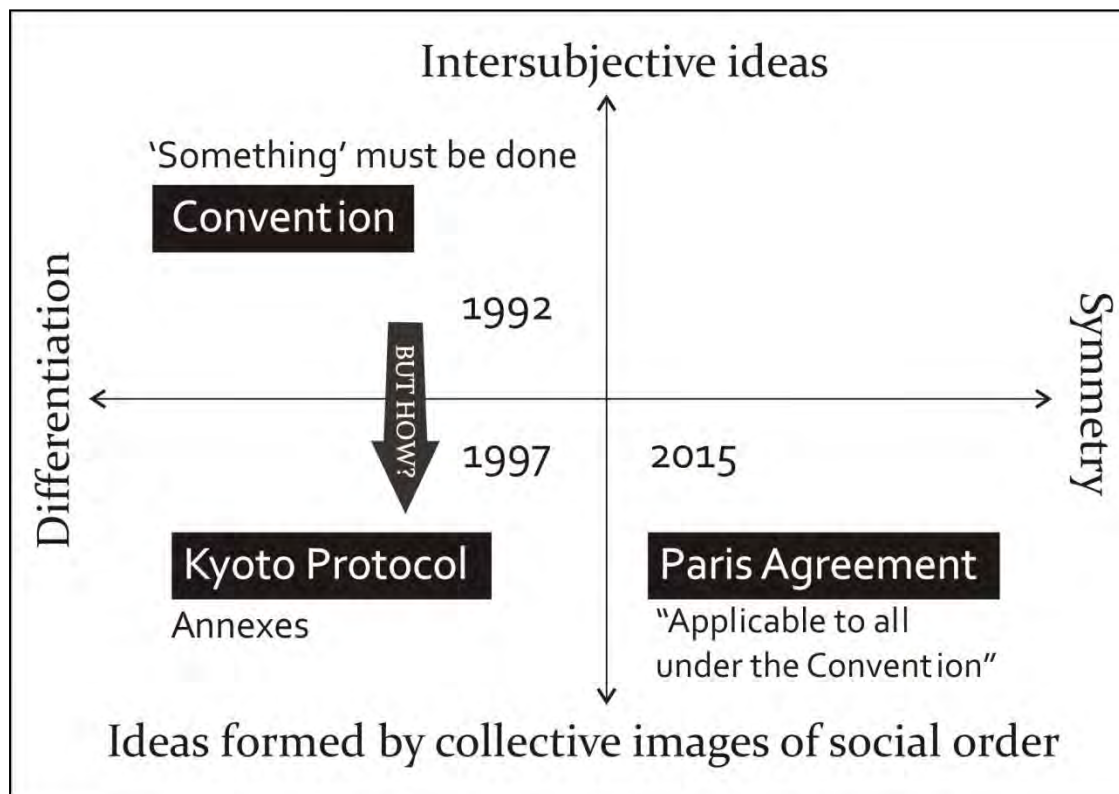 Intersubjective ideas
‘Something’ must be done
Convention
Differentiation
Symmetry
1992
BUT HOW?
1997
2015
Kyoto Protocol
Annexes
Paris Agreement
“Applicable to all
under the Convention”
Ideas formed by collective images of social order